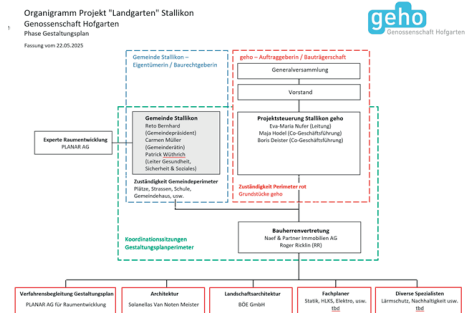 Organigramm Projekt "Landgarten" Stallikon
Genossenschaft Hofgarten
Phase Gestaltungsplan
Fassung vom 22.05.2025
geho
Genossenschaft Hofgarten
Gemeinde Stallikon –
Eigentümerin / Baurechtgeberin
geho – Auftraggeberin / Bauträgerschaft
Generalversammlung
Vorstand
Gemeinde Stallikon
Reto Bernhard
(Gemeindepräsident)
Carmen Müller
(Gemeinderätin)
Patrick Wüthrich
(Leiter Gesundheit,
Sicherheit & Soziales)
Projektsteuerung Stallikon geho
Eva-Maria Nufer (Leitung)
Maja Hodel (Co-Geschäftsführung)
Boris Deister (Co-Geschäftsführung)
Experte Raumentwicklung
PLANAR AG
Zuständigkeit Gemeindeperimeter
Plätze, Strassen, Schule,
Gemeindehaus, usw.
Zuständigkeit Perimeter rot
Grundstücke geho
Koordinationssitzungen
Gestaltungsplanperimeter
Bauherrenvertretung
Naef & Partner Immobilien AG
Roger Ricklin (RR)
Verfahrensbegleitung Gestaltungsplan
PLANAR AG für Raumentwicklung
Architektur
Salanellas Van Noten Meister
Landschaftsarchitektur
BÖE GmbH
Fachplaner
Statik, HLKS, Elektro, usw.
tbd
Diverse Spezialisten
Lärmschutz, Nachhaltigkeit usw.
tbd